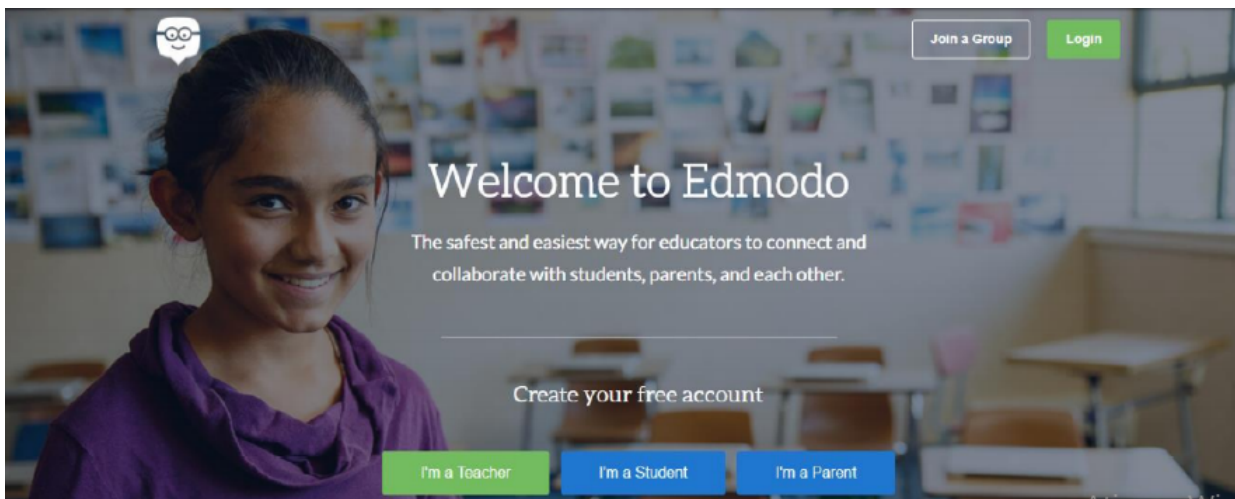 Join a Group
Login
Welcome to Edmodo
The safest and easiest way for educators to connect and
collaborate with students, parents, and each other.
Create your free account
I'm a Teacher
I'm a Student
I'm a Parent